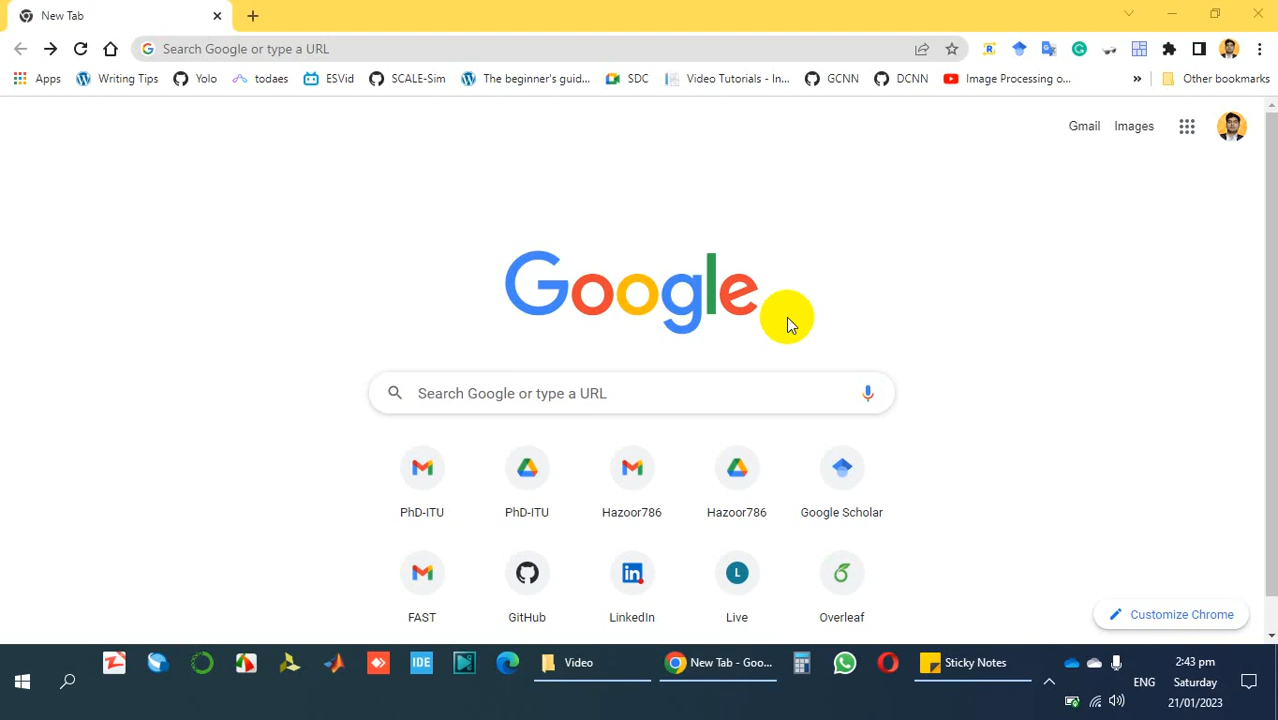 New Tab
Search Google or type a URL
Apps Writing Tips Yolo todaes ESVid SCALE-Sim The beginner's guid... SDC Video Tutorials - In... GCNN DCNN Image Processing o... » Other bookmarks
Gmail Images
Google
Search Google or type a URL
PhD-ITU PhD-ITU Hazoor786 Hazoor786 Google Scholar
L
FAST GitHub LinkedIn Live Overleaf
Customize Chrome
IDE Video New Tab - Goo... Sticky Notes
2:43 pm
ENG Saturday
21/01/2023